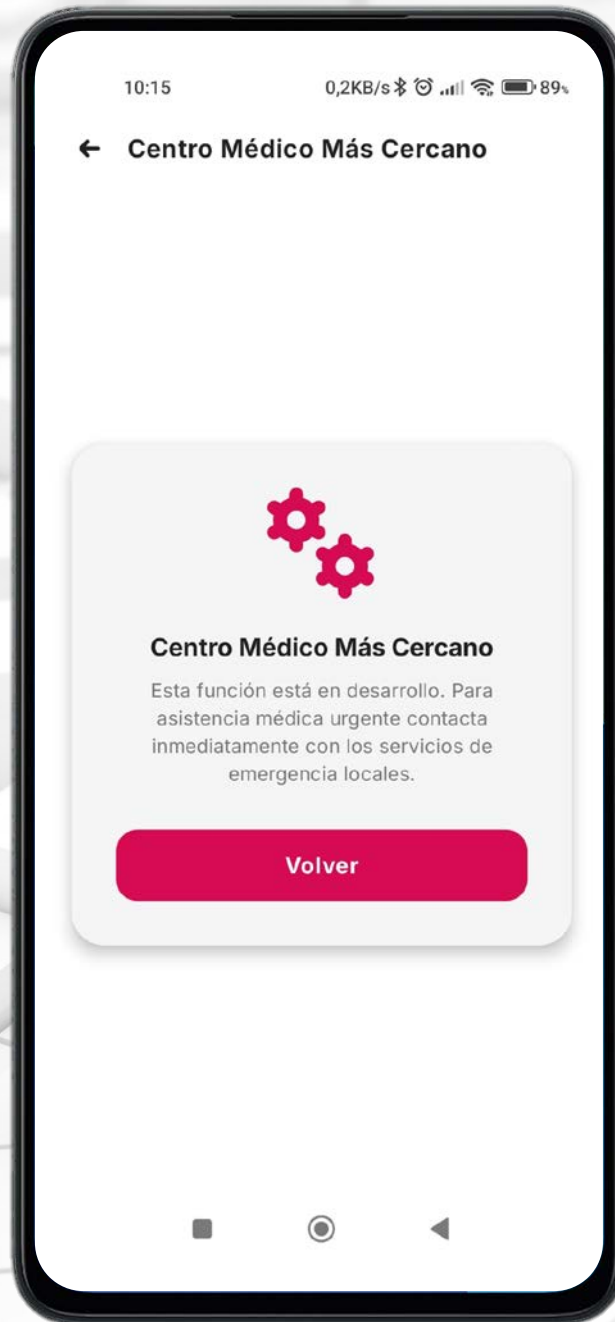 10:15 0,2KB/s 89%
Centro Médico Más Cercano
Centro Médico Más Cercano
Esta función está en desarrollo. Para
asistencia médica urgente contacta
inmediatamente con los servicios de
emergencia locales.
Volver